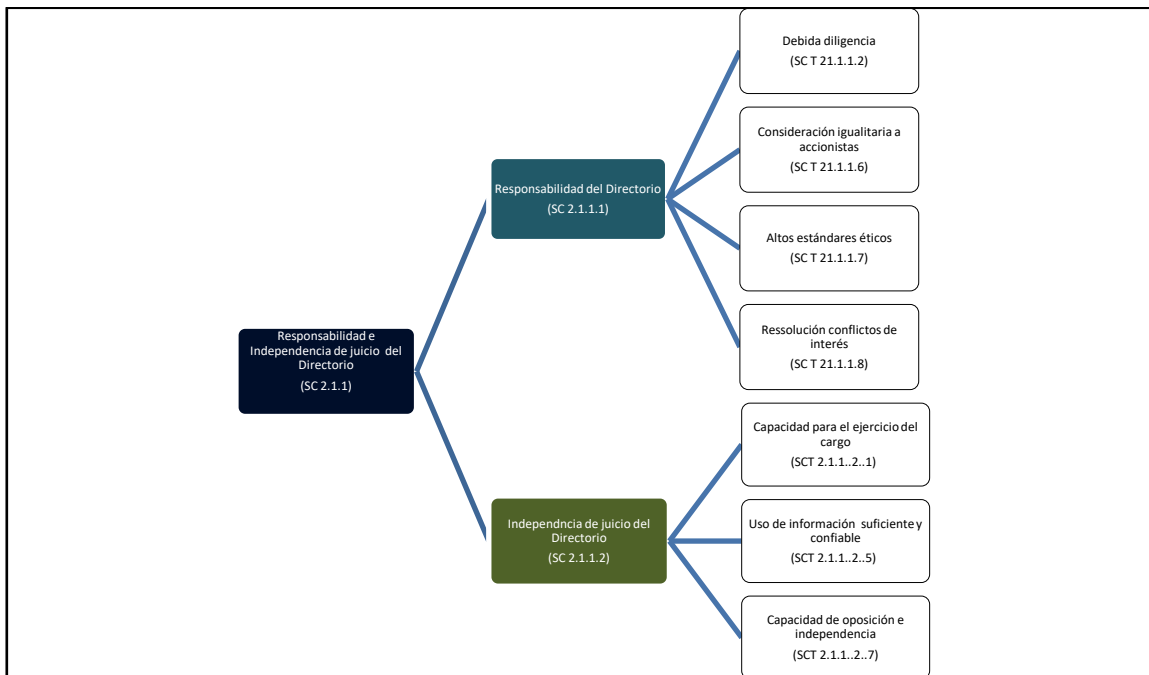 Debida diligencia
(SC T 21.1.1.2)
Consideración igualitaria a
accionistas
(SC T 21.1.1.6)
Responsabilidad del Directorio
(SC 2.1.1.1)
Altos estándares éticos
(SC T 21.1.1.7)
Ressolución conflictos de
interés
(SC T 21.1.1.8)
Responsabilidad e
Independencia de juicio del
Directorio
(SC 2.1.1)
Capacidad para el ejercicio del
cargo
(SCT 2.1.1..2..1)
Independncia de juicio del
Directorio
(SC 2.1.1.2)
Uso de información suficiente y
confiable
(SCT 2.1.1..2..5)
Capacidad de oposición e
independencia
(SCT 2.1.1..2..7)